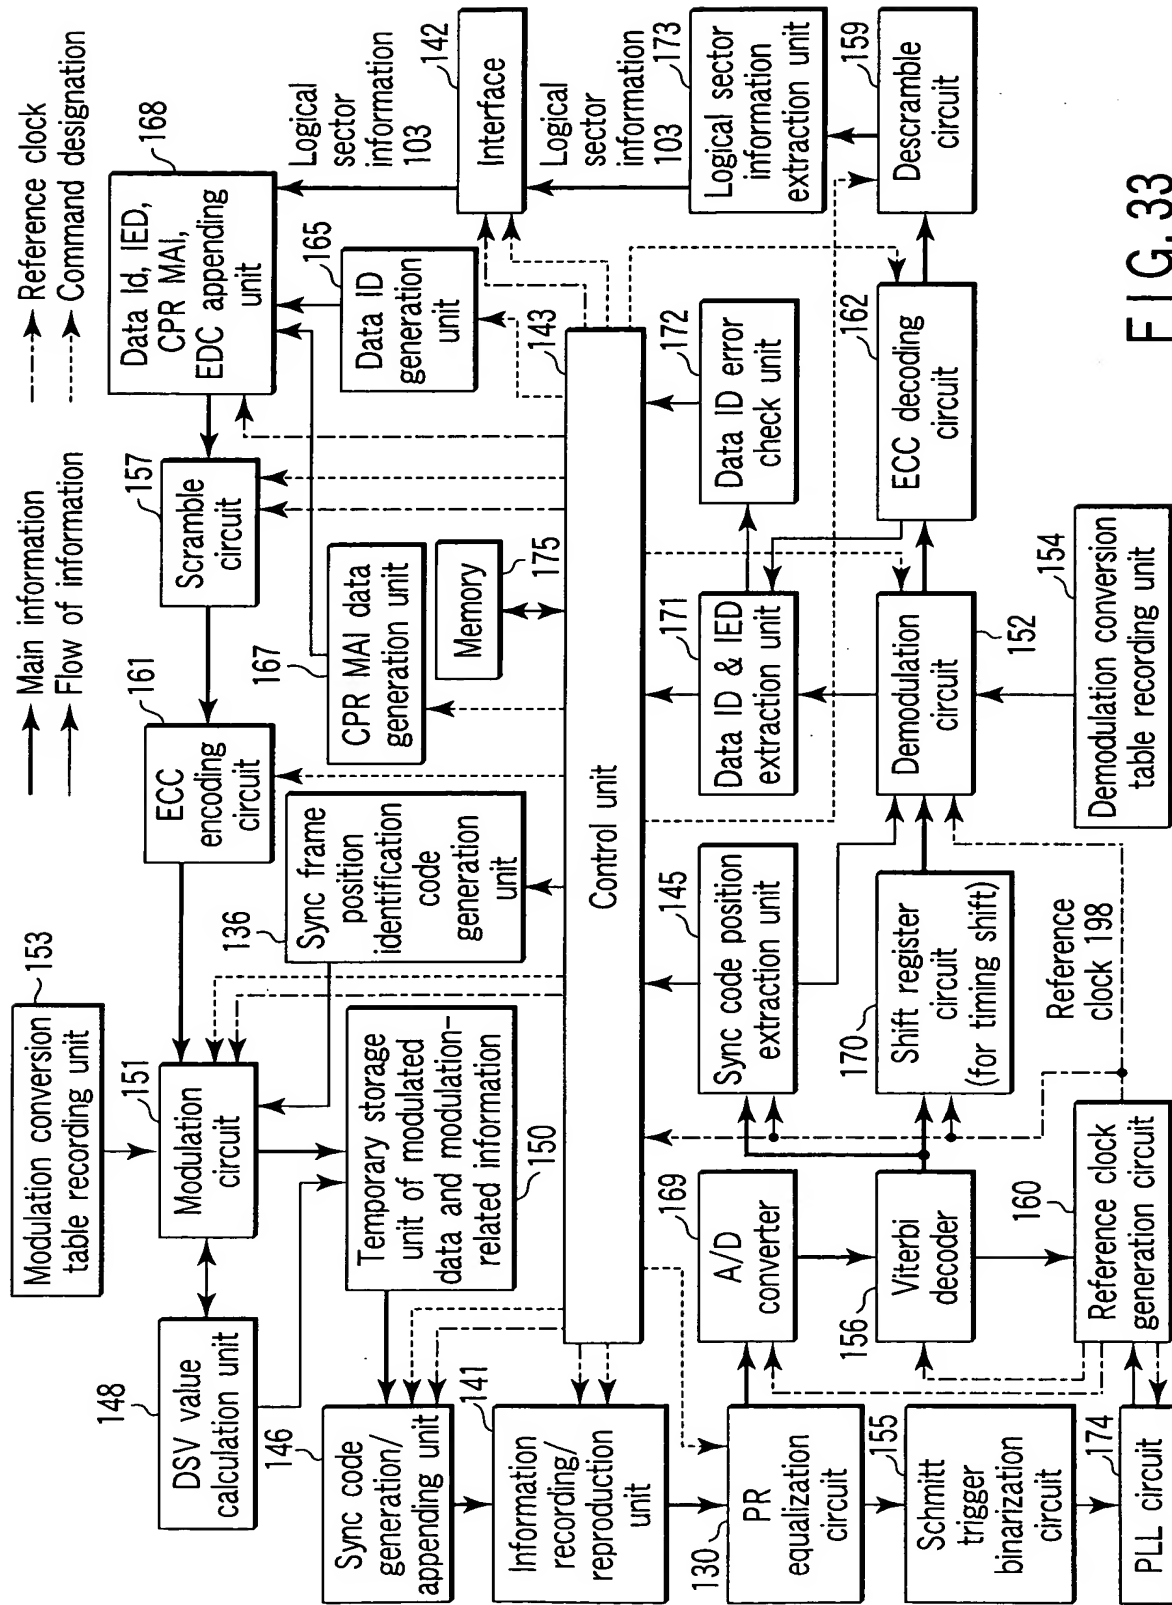 Main information
Flow of information
Reference clock
Command designation
153
Modulation conversion
table recording unit
148
DSV value
calculation unit
151
Modulation
circuit
161
ECC
encoding
circuit
157
Scramble
circuit
168
Data Id, IED,
CPR MAI,
EDC appending
unit
Logical
sector
information
103
142
Interface
146
Sync code
generation/
appending unit
Temporary storage
unit of modulated
data and modulation-
related information
150
136
Sync frame
position
identification
code
generation
unit
167
CPR MAI data
generation unit
Memory
175
165
Data ID
generation
unit
141
Information
recording/
reproduction
unit
143
Control unit
Logical
sector
information
103
173
Logical sector
information
extraction unit
130
PR
equalization
circuit
169
A/D
converter
145
Sync code position
extraction unit
171
Data ID & IED
extraction unit
172
Data ID error
check unit
159
Descramble
circuit
155
Schmitt
trigger
binarization
circuit
156
Viterbi
decoder
170
Shift register
circuit
(for timing shift)
Demodulation
circuit
152
162
ECC decoding
circuit
174
PLL circuit
160
Reference clock
generation circuit
Reference
clock 198
154
Demodulation conversion
table recording unit
FIG. 33